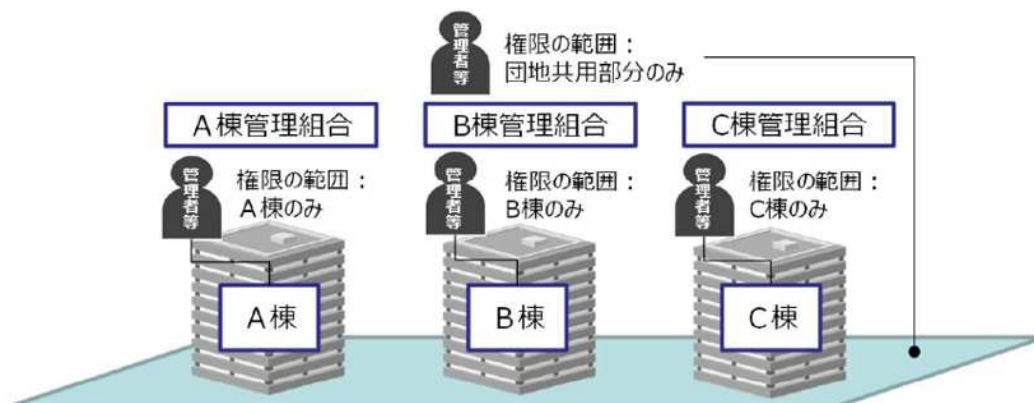 管理者等
権限の範囲：
団地共用部分のみ
A棟管理組合
B棟管理組合
C棟管理組合
管理者等
権限の範囲：
A棟のみ
管理者等
権限の範囲：
B棟のみ
管理者等
権限の範囲：
C棟のみ
A棟
B棟
C棟